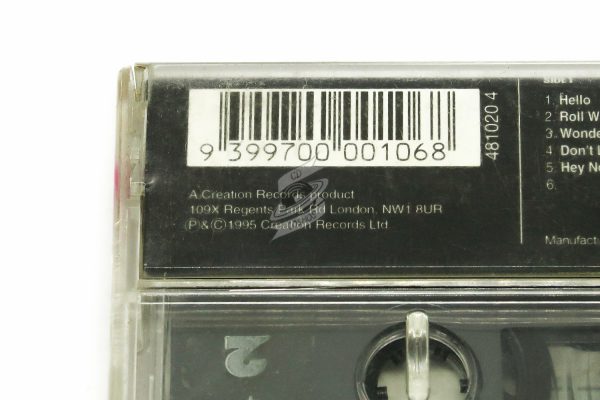 9 399700 001068
481020 4
A Creation Records product
109X Regents Park Rd London, NW1 8UR
(P)&(C)1995 Creation Records Ltd.
SIDE 1
1. Hello
2. Roll W
3. Wonde
4 Don't L
5. Hey N
6.
Manufact
2
CD